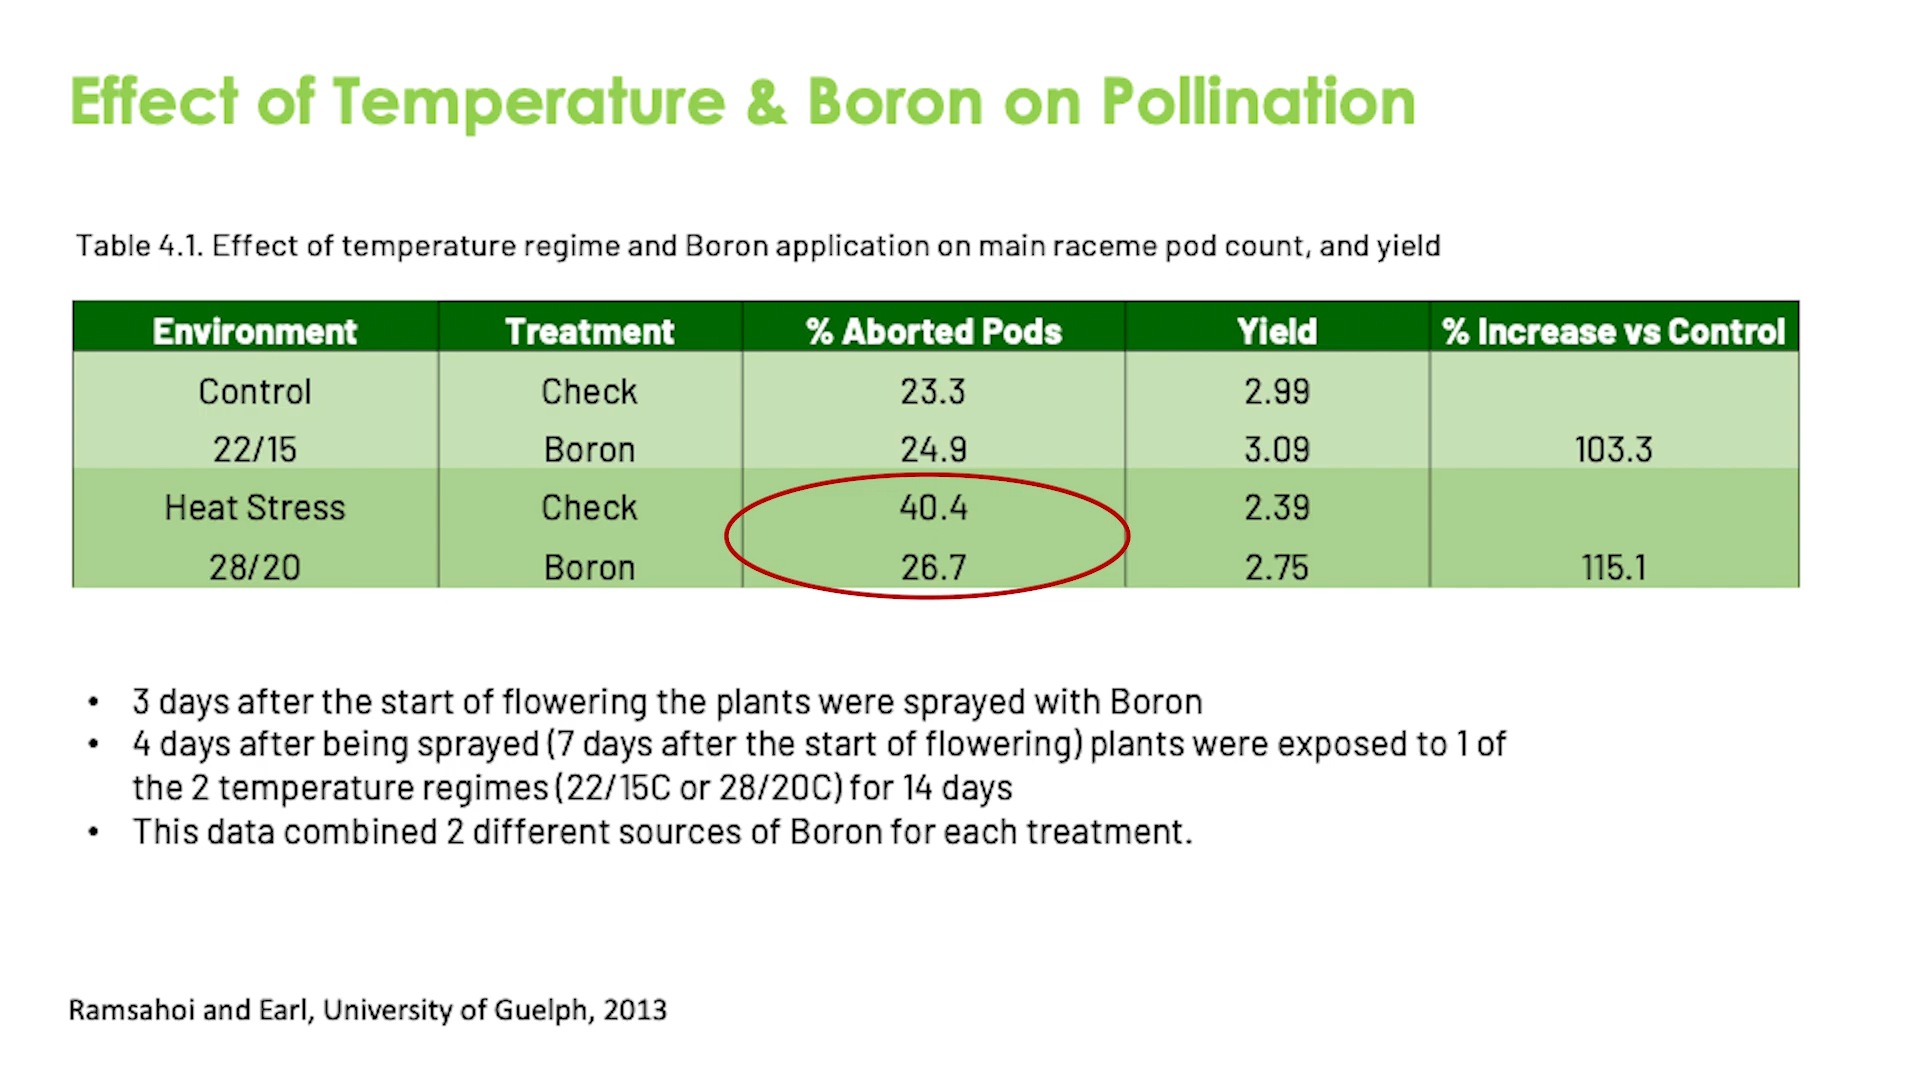 Effect of Temperature & Boron on Pollination
Table 4.1. Effect of temperature regime and Boron application on main raceme pod count, and yield
Environment Treatment % Aborted Pods Yield % Increase vs Control
Control Check 23.3 2.99
22/15 Boron 24.9 3.09 103.3
Heat Stress Check 40.4 2.39
28/20 Boron 26.7 2.75 115.1
• 3 days after the start of flowering the plants were sprayed with Boron
• 4 days after being sprayed (7 days after the start of flowering) plants were exposed to 1 of
the 2 temperature regimes (22/15C or 28/20C) for 14 days
• This data combined 2 different sources of Boron for each treatment.
Ramsahoi and Earl, University of Guelph, 2013